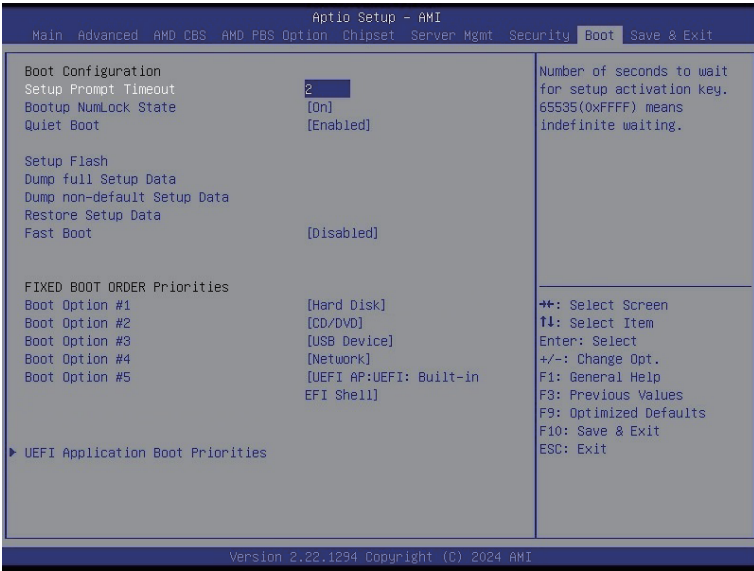 Aptio Setup - AMI
Main Advanced AMD CBS AMD PBS Option Chipset Server Mgmt Security Boot Save & Exit
Boot Configuration
Setup Prompt Timeout 2
Bootup NumLock State [On]
Quiet Boot [Enabled]
Setup Flash
Dump full Setup Data
Dump non-default Setup Data
Restore Setup Data
Fast Boot [Disabled]
FIXED BOOT ORDER Priorities
Boot Option #1 [Hard Disk]
Boot Option #2 [CD/DVD]
Boot Option #3 [USB Device]
Boot Option #4 [Network]
Boot Option #5 [UEFI AP:UEFI: Built-in
EFI Shell]
UEFI Application Boot Priorities
Number of seconds to wait
for setup activation key.
65535(0xFFFF) means
indefinite waiting.
→←: Select Screen
↑↓: Select Item
Enter: Select
+/-: Change Opt.
F1: General Help
F3: Previous Values
F9: Optimized Defaults
F10: Save & Exit
ESC: Exit
Version 2.22.1294 Copyright (C) 2024 AMI